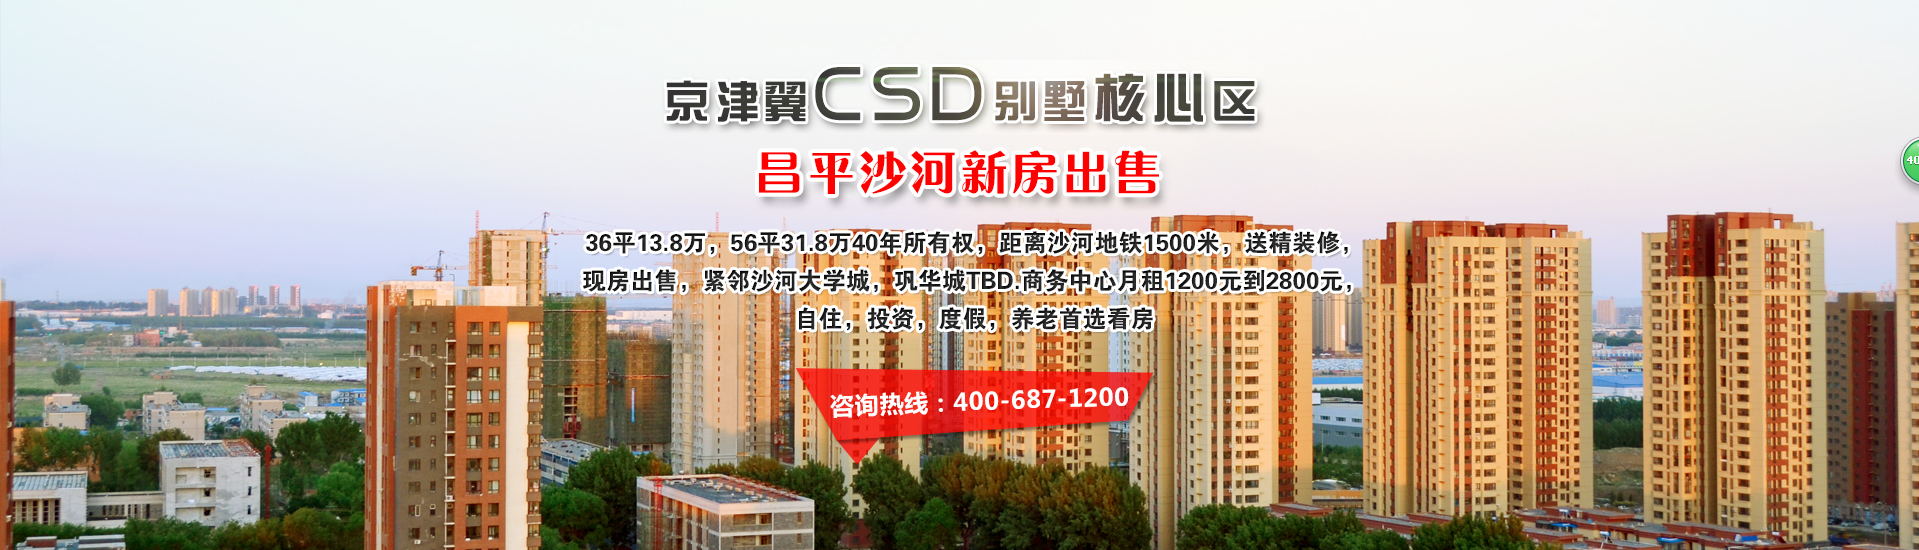 京津翼CSD别墅核心区
昌平沙河新房出售
36平13.8万，56平31.8万40年所有权，距离沙河地铁1500米，送精装修，
现房出售，紧邻沙河大学城，巩华城TBD.商务中心月租1200元到2800元，
自住，投资，度假，养老首选看房
咨询热线：400-687-1200
40